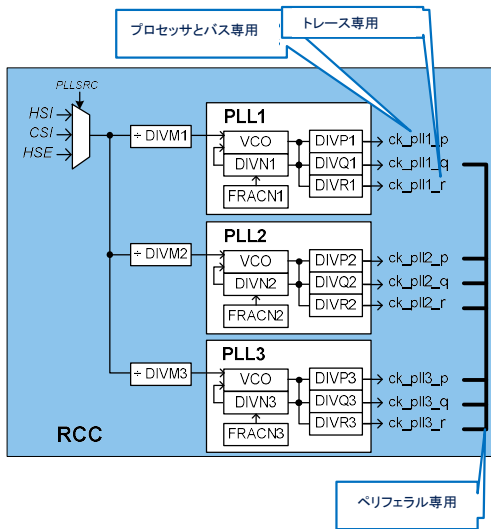 プロセッサとバス専用
トレース専用
PLLSRC
HSI
CSI
HSE
÷ DIVM1
PLL1
VCO
DIVN1
FRACN1
DIVP1
DIVQ1
DIVR1
ck_pll1_p
ck_pll1_q
ck_pll1_r
÷ DIVM2
PLL2
VCO
DIVN2
FRACN2
DIVP2
DIVQ2
DIVR2
ck_pll2_p
ck_pll2_q
ck_pll2_r
÷ DIVM3
PLL3
VCO
DIVN3
FRACN3
DIVP3
DIVQ3
DIVR3
ck_pll3_p
ck_pll3_q
ck_pll3_r
RCC
ペリフェラル専用